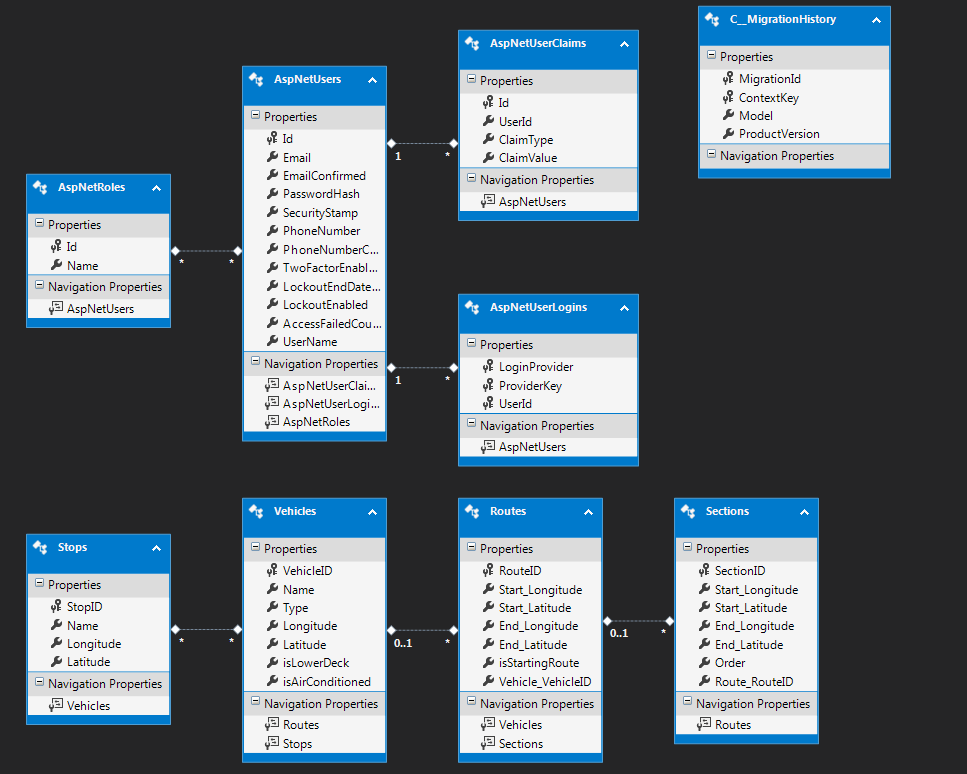 AspNetRoles
Properties
Id
Name
Navigation Properties
AspNetUsers
*
*
AspNetUsers
Properties
Id
Email
EmailConfirmed
PasswordHash
SecurityStamp
PhoneNumber
PhoneNumberC...
TwoFactorEnabl...
LockoutEndDate...
LockoutEnabled
AccessFailedCou...
UserName
Navigation Properties
AspNetUserClai...
AspNetUserLogi...
AspNetRoles
1
*
1
*
AspNetUserClaims
Properties
Id
UserId
ClaimType
ClaimValue
Navigation Properties
AspNetUsers
AspNetUserLogins
Properties
LoginProvider
ProviderKey
UserId
Navigation Properties
AspNetUsers
C__MigrationHistory
Properties
MigrationId
ContextKey
Model
ProductVersion
Navigation Properties
Stops
Properties
StopID
Name
Longitude
Latitude
Navigation Properties
Vehicles
*
*
Vehicles
Properties
VehicleID
Name
Type
Longitude
Latitude
isLowerDeck
isAirConditioned
Navigation Properties
Routes
Stops
0..1
*
Routes
Properties
RouteID
Start_Longitude
Start_Latitude
End_Longitude
End_Latitude
isStartingRoute
Vehicle_VehicleID
Navigation Properties
Vehicles
Sections
0..1
*
Sections
Properties
SectionID
Start_Longitude
Start_Latitude
End_Longitude
End_Latitude
Order
Route_RouteID
Navigation Properties
Routes